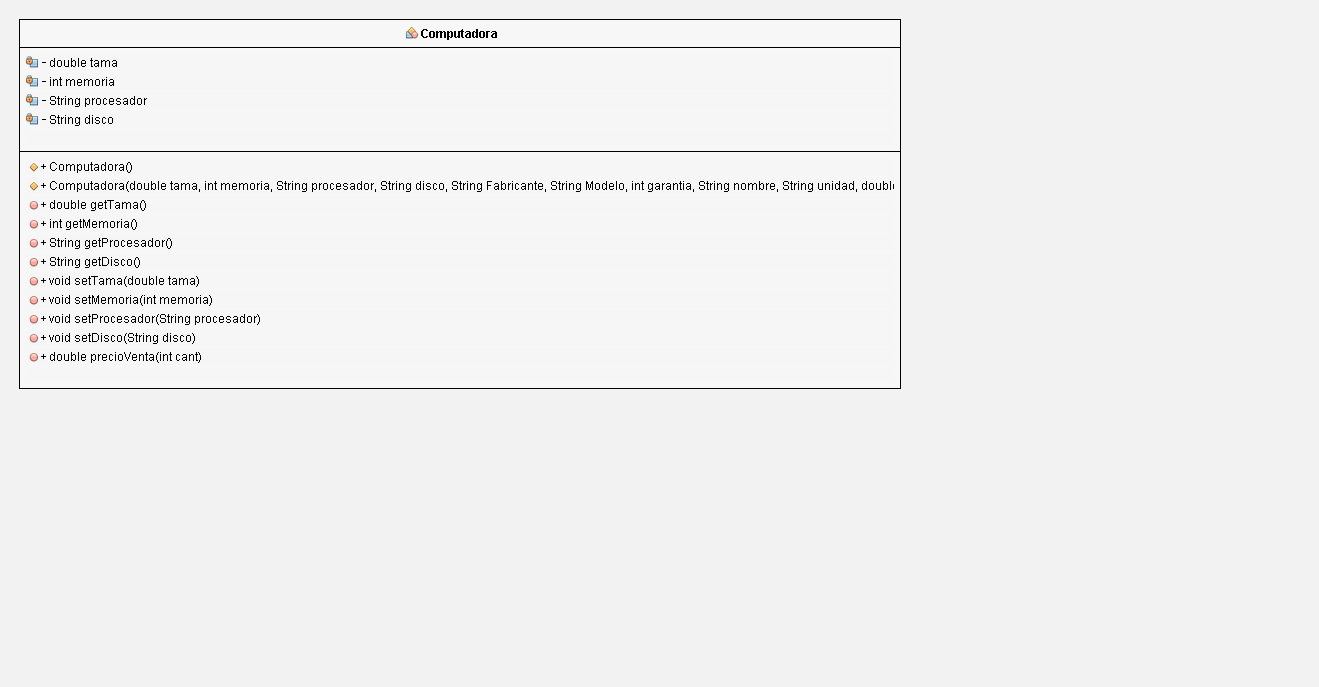 Computadora
- double tama
- int memoria
- String procesador
- String disco
+ Computadora()
+ Computadora(double tama, int memoria, String procesador, String disco, String Fabricante, String Modelo, int garantia, String nombre, String unidad,
+ double getTama()
+ int getMemoria()
+ String getProcesador()
+ String getDisco()
+ void setTama(double tama)
+ void setMemoria(int memoria)
+ void setProcesador(String procesador)
+ void setDisco(String disco)
+ double precioVenta(int cant)